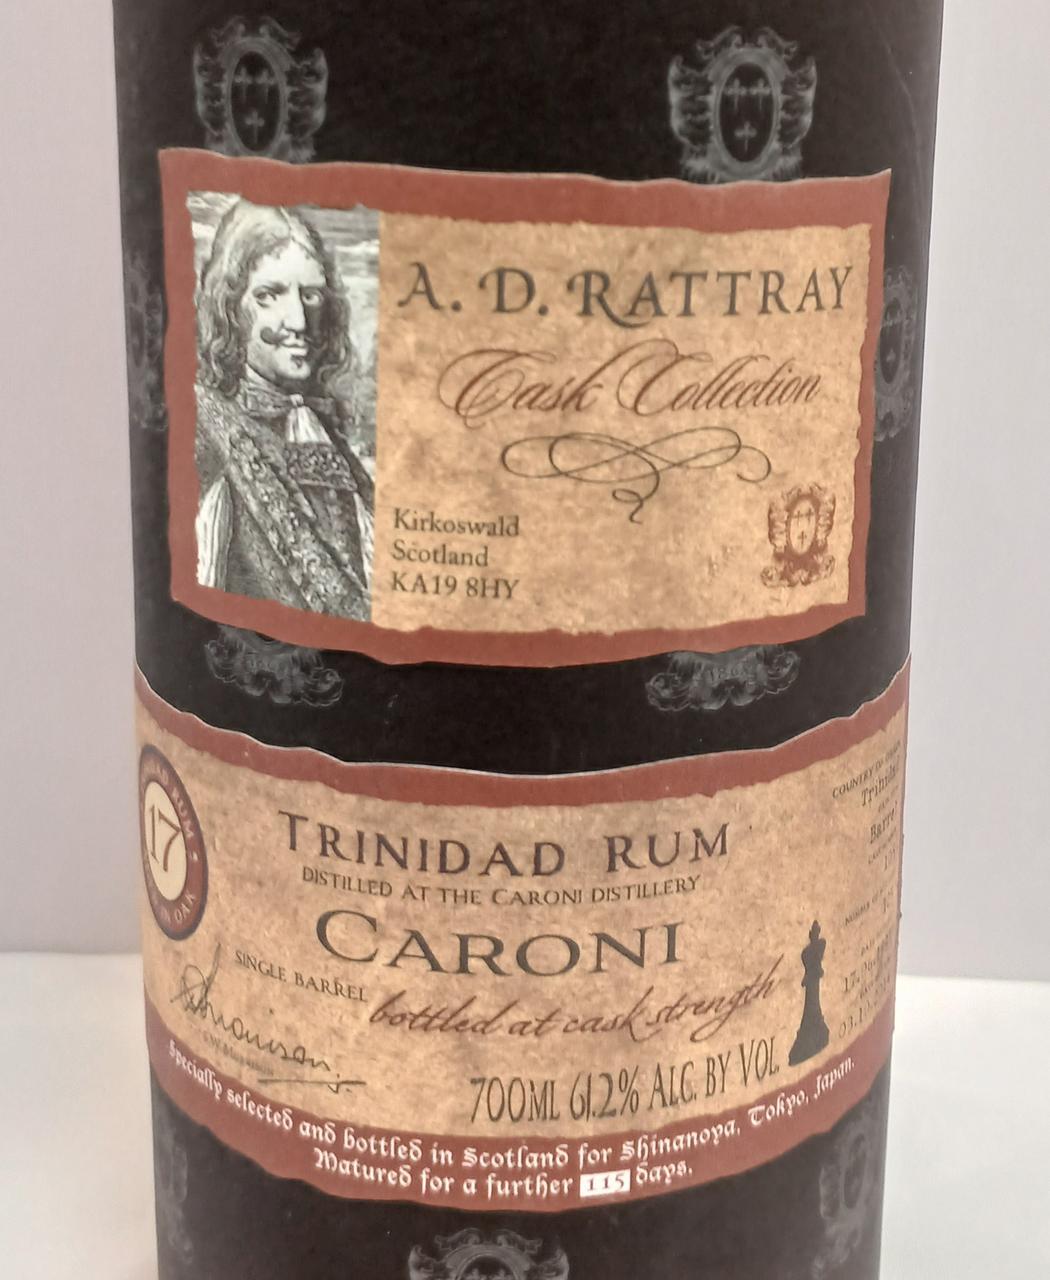 A. D. RATTRAY
Cask Collection
Kirkoswald
Scotland
KA19 8HY
17
TRINIDAD RUM
DISTILLED AT THE CARONI DISTILLERY
CARONI
SINGLE BARREL bottled at cask strength
700ML 61.2% ALC. BY VOL
Specially selected and bottled in Scotland for Shinanoya, Tokyo, Japan.
Matured for a further 115 days.
COUNTRY OF